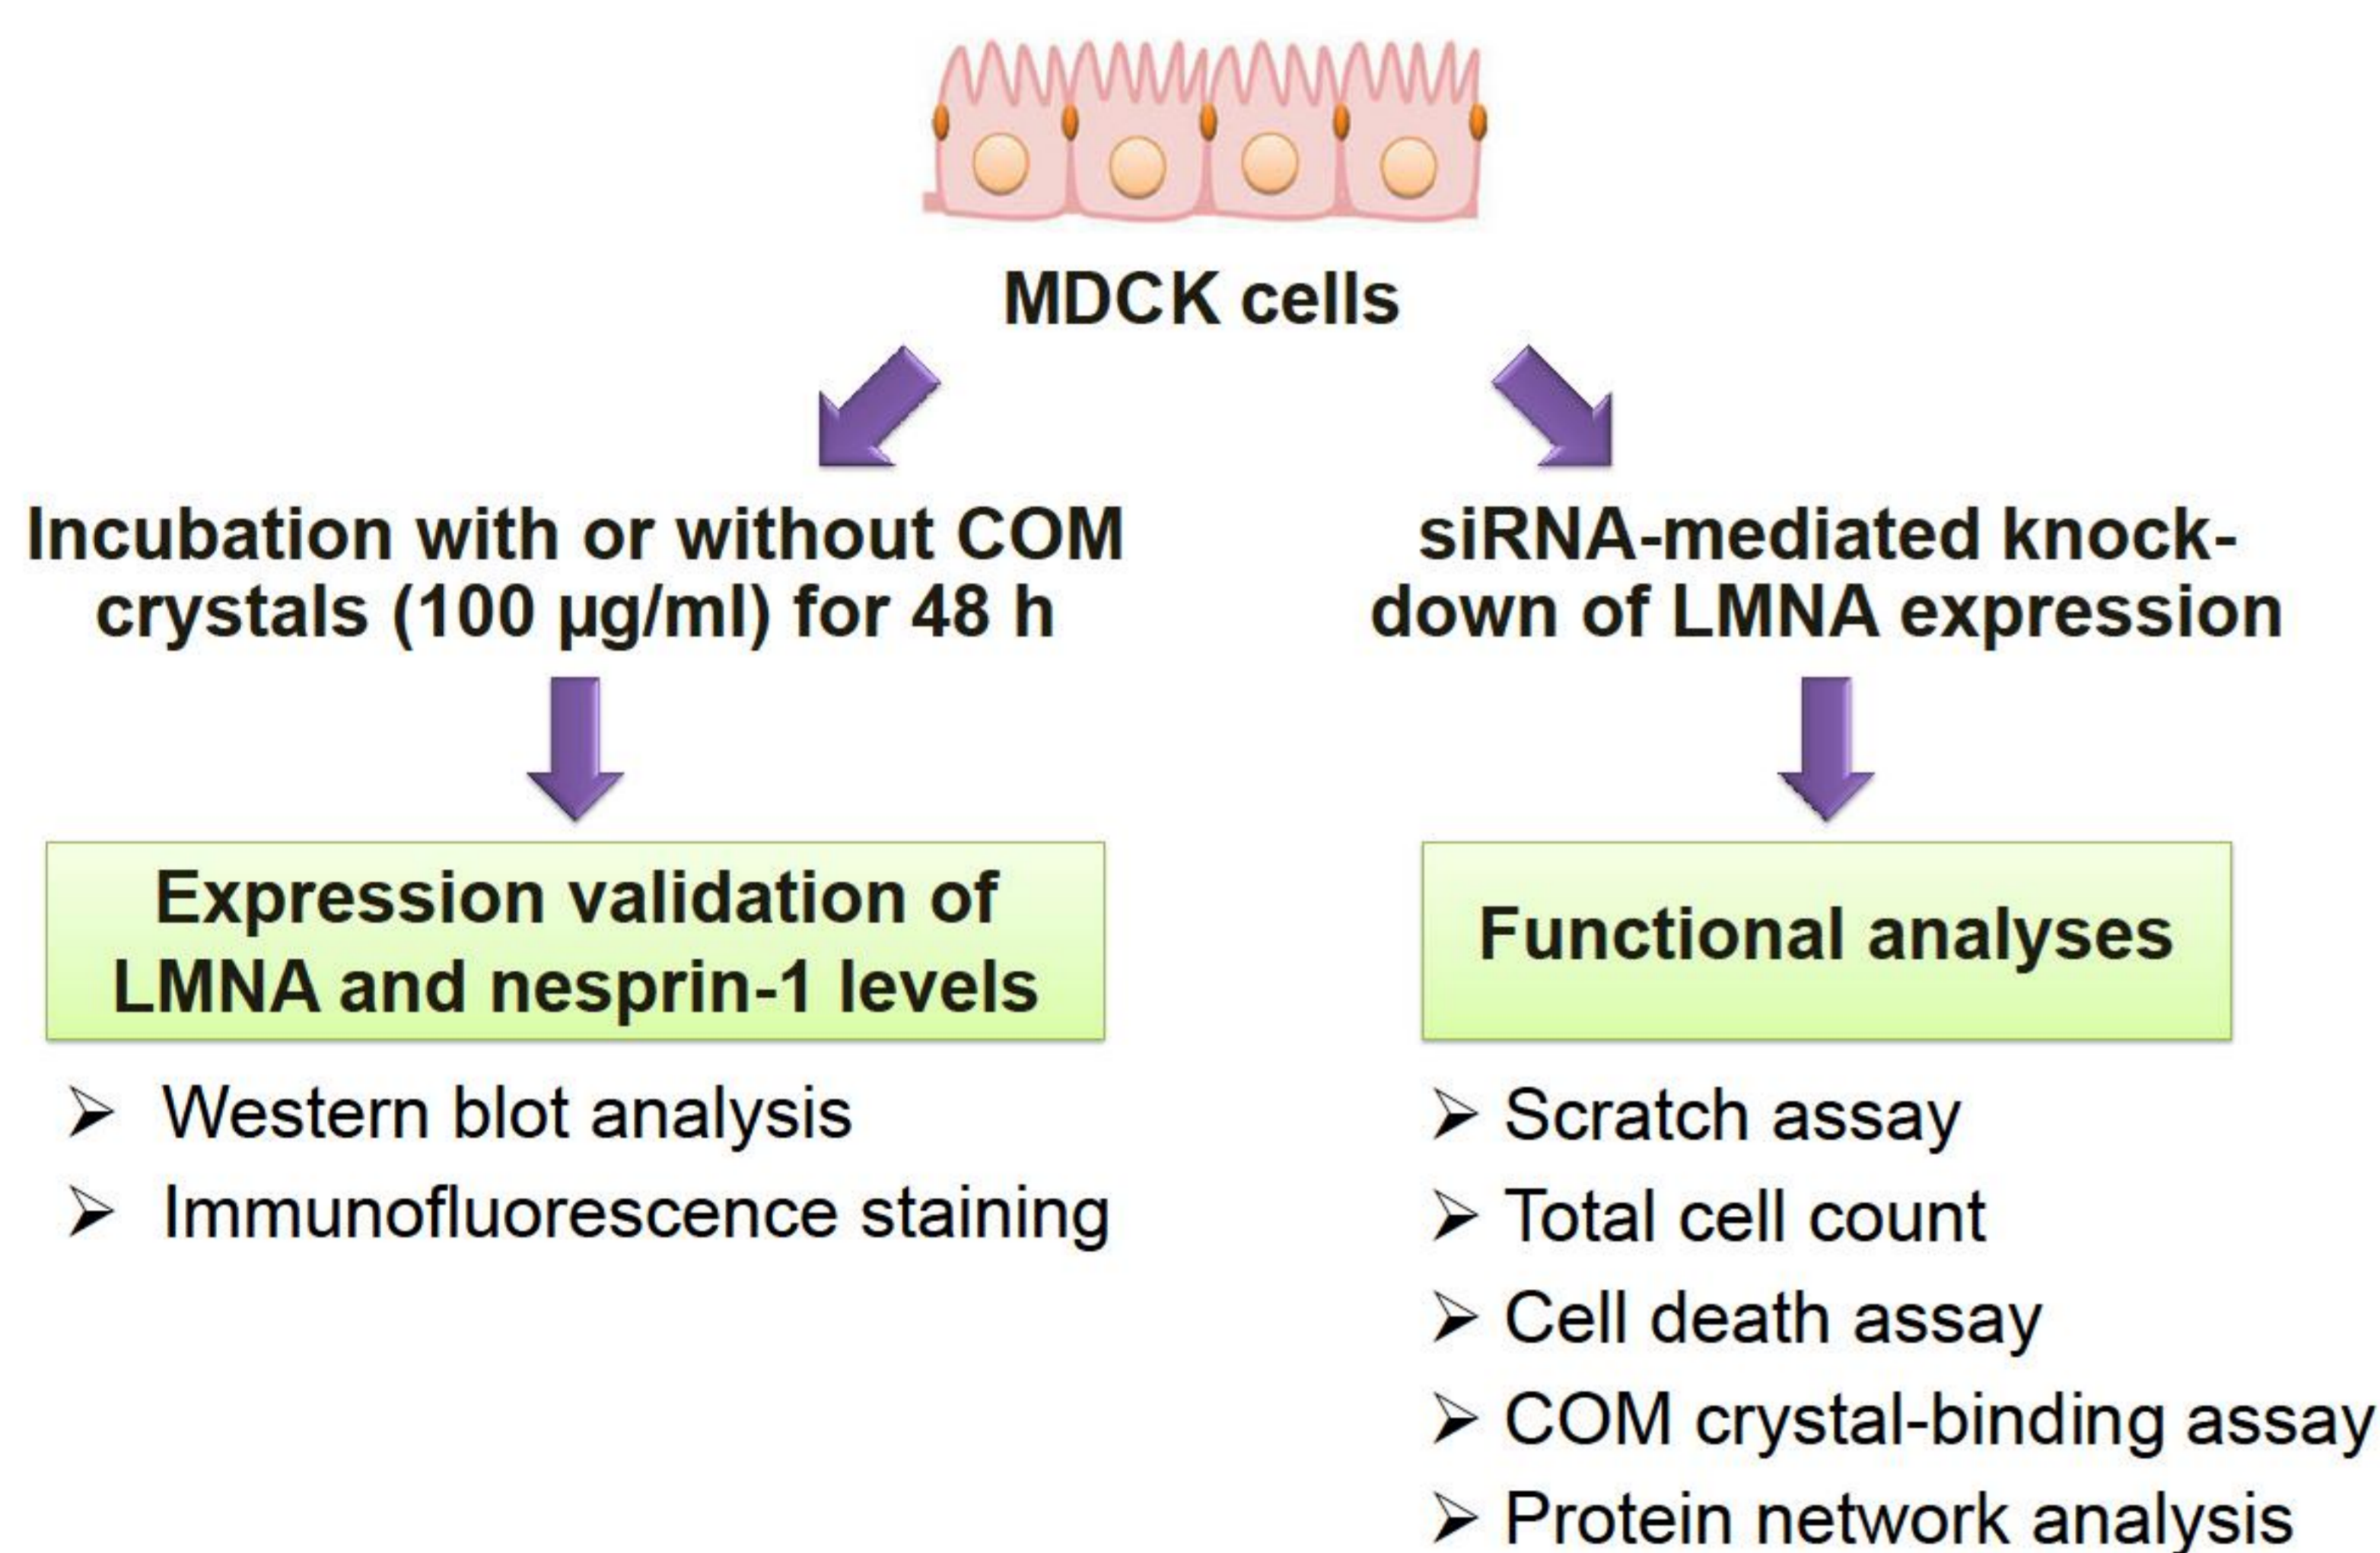 MDCK cells
Incubation with or without COM
crystals (100 µg/ml) for 48 h
Expression validation of
LMNA and nesprin-1 levels
Western blot analysis
Immunofluorescence staining
siRNA-mediated knock-
down of LMNA expression
Functional analyses
Scratch assay
Total cell count
Cell death assay
COM crystal-binding assay
Protein network analysis